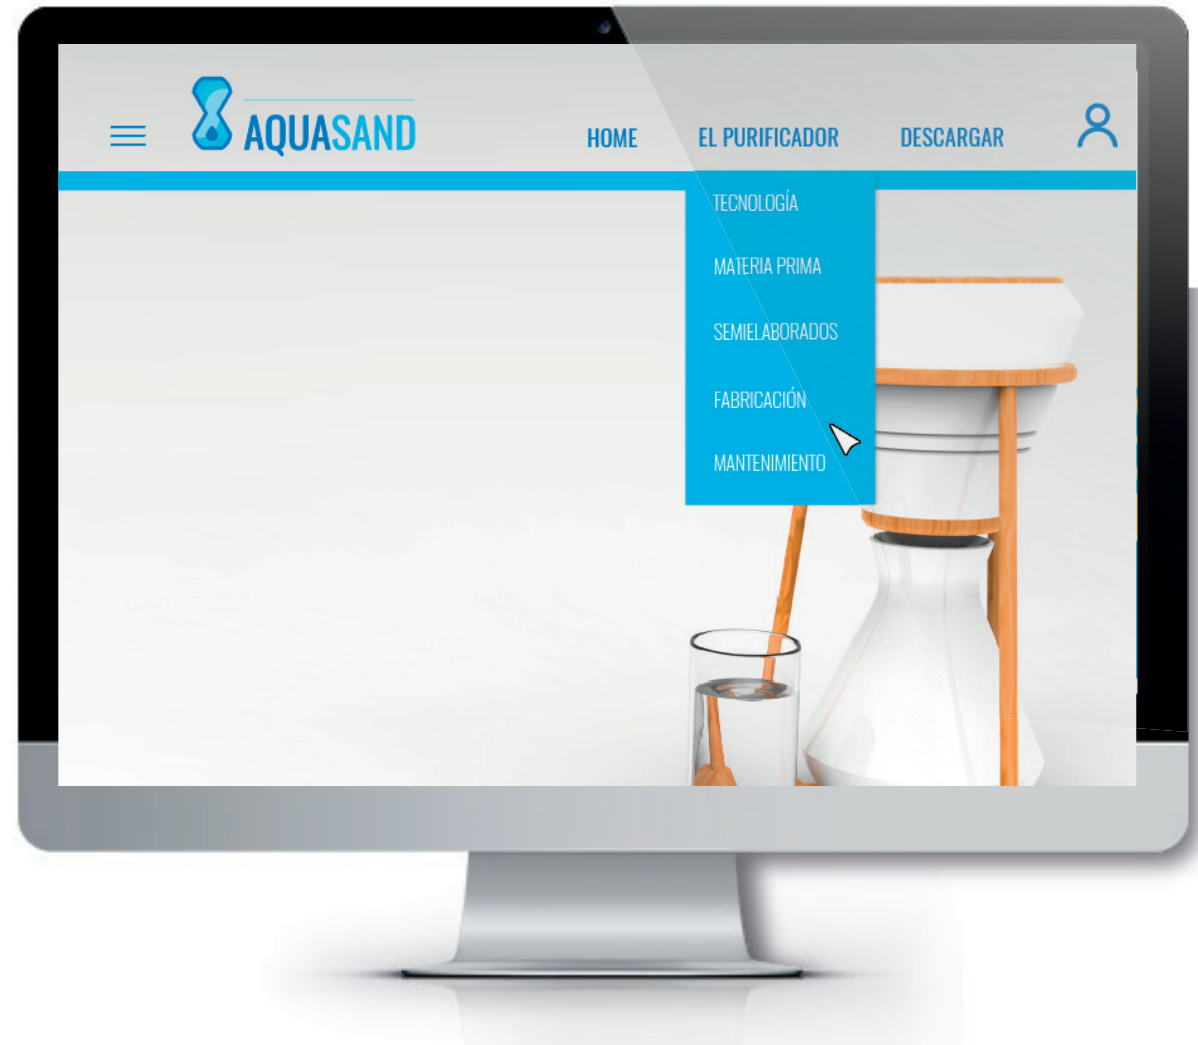 AQUASAND
HOME
EL PURIFICADOR
DESCARGAR
TECNOLOGÍA
MATERIA PRIMA
SEMIELABORADOS
FABRICACIÓN
MANTENIMIENTO